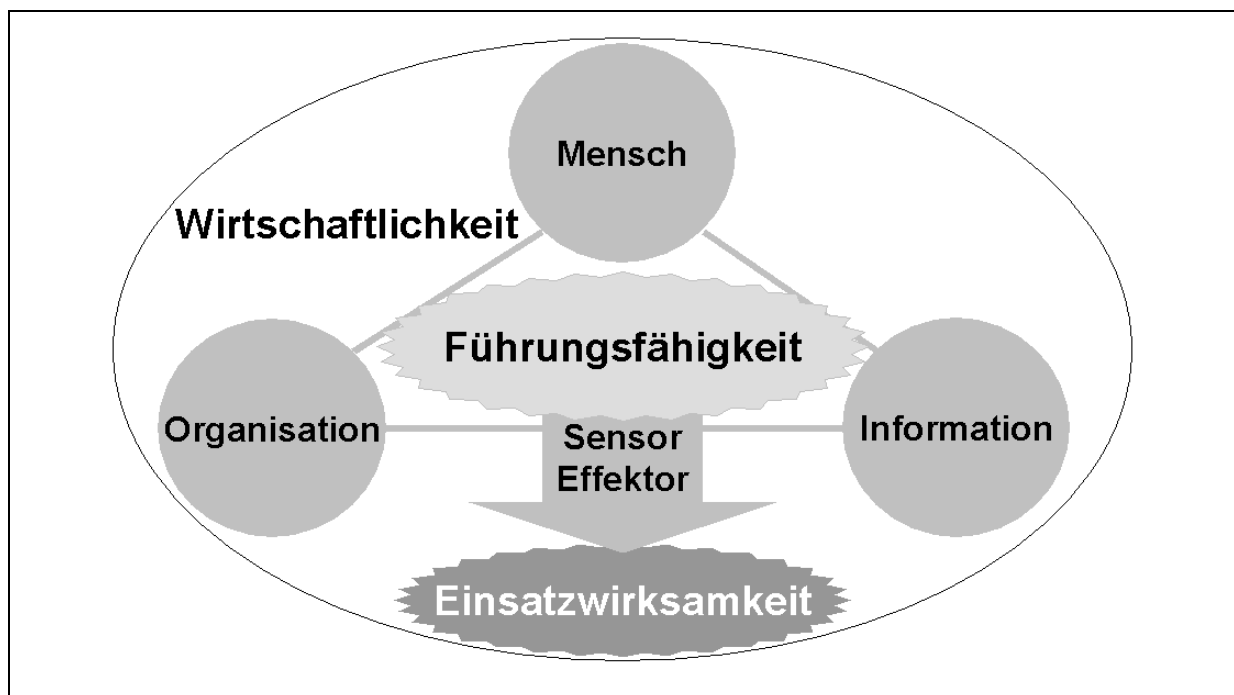 Mensch
Wirtschaftlichkeit
Führungsfähigkeit
Organisation
Sensor
Effektor
Information
Einsatzwirksamkeit